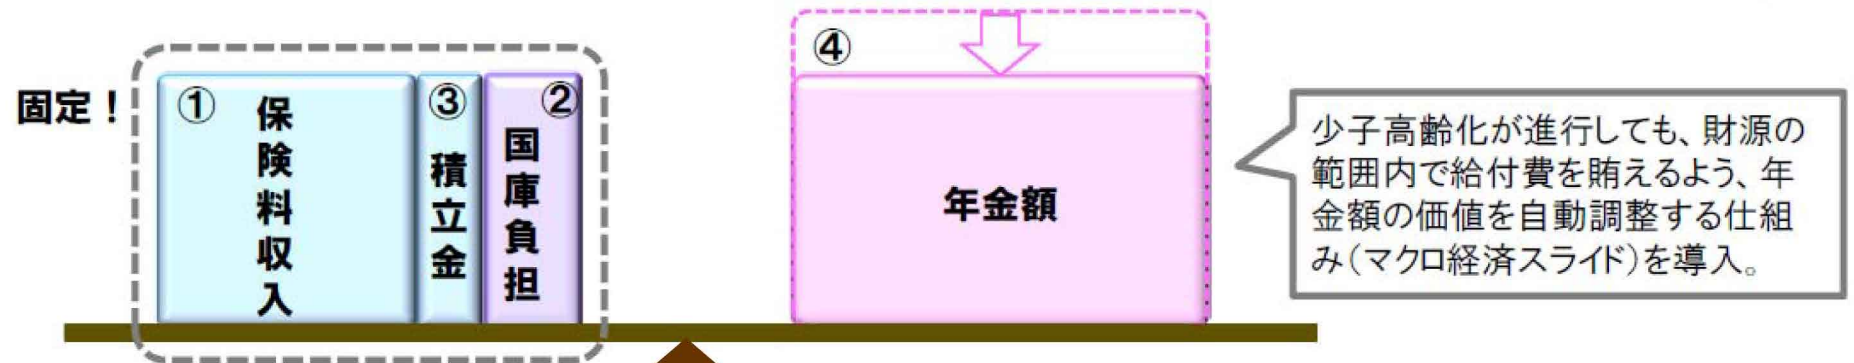 固定！
①
保険料収入
③
積立金
②
国庫負担
④
年金額
少子高齢化が進行しても、財源の
範囲内で給付費を賄えるよう、年
金額の価値を自動調整する仕組
み（マクロ経済スライド）を導入。